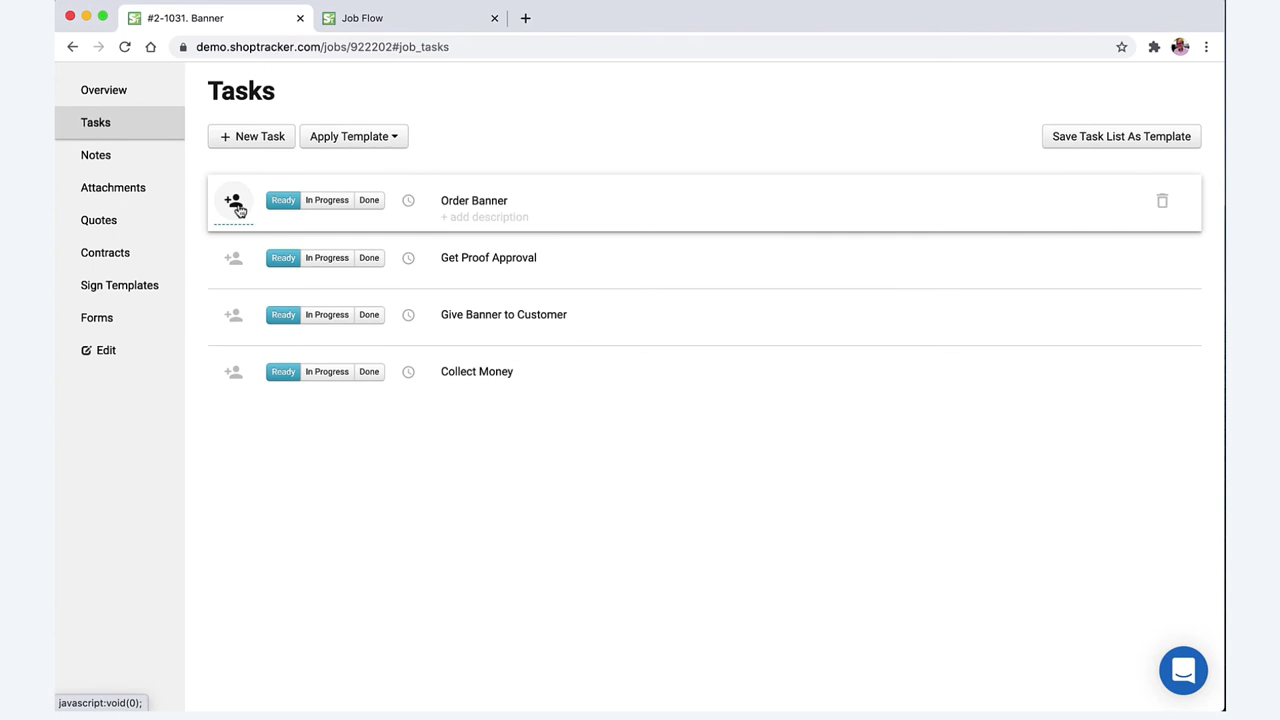 #2-1031. Banner
Job Flow
demo.shoptracker.com/jobs/922202#job_tasks
Overview
Tasks
Notes
Attachments
Quotes
Contracts
Sign Templates
Forms
Edit
Tasks
+ New Task
Apply Template
Save Task List As Template
Ready In Progress Done
Order Banner
+ add description
Ready In Progress Done
Get Proof Approval
Ready In Progress Done
Give Banner to Customer
Ready In Progress Done
Collect Money
javascript:void(0);